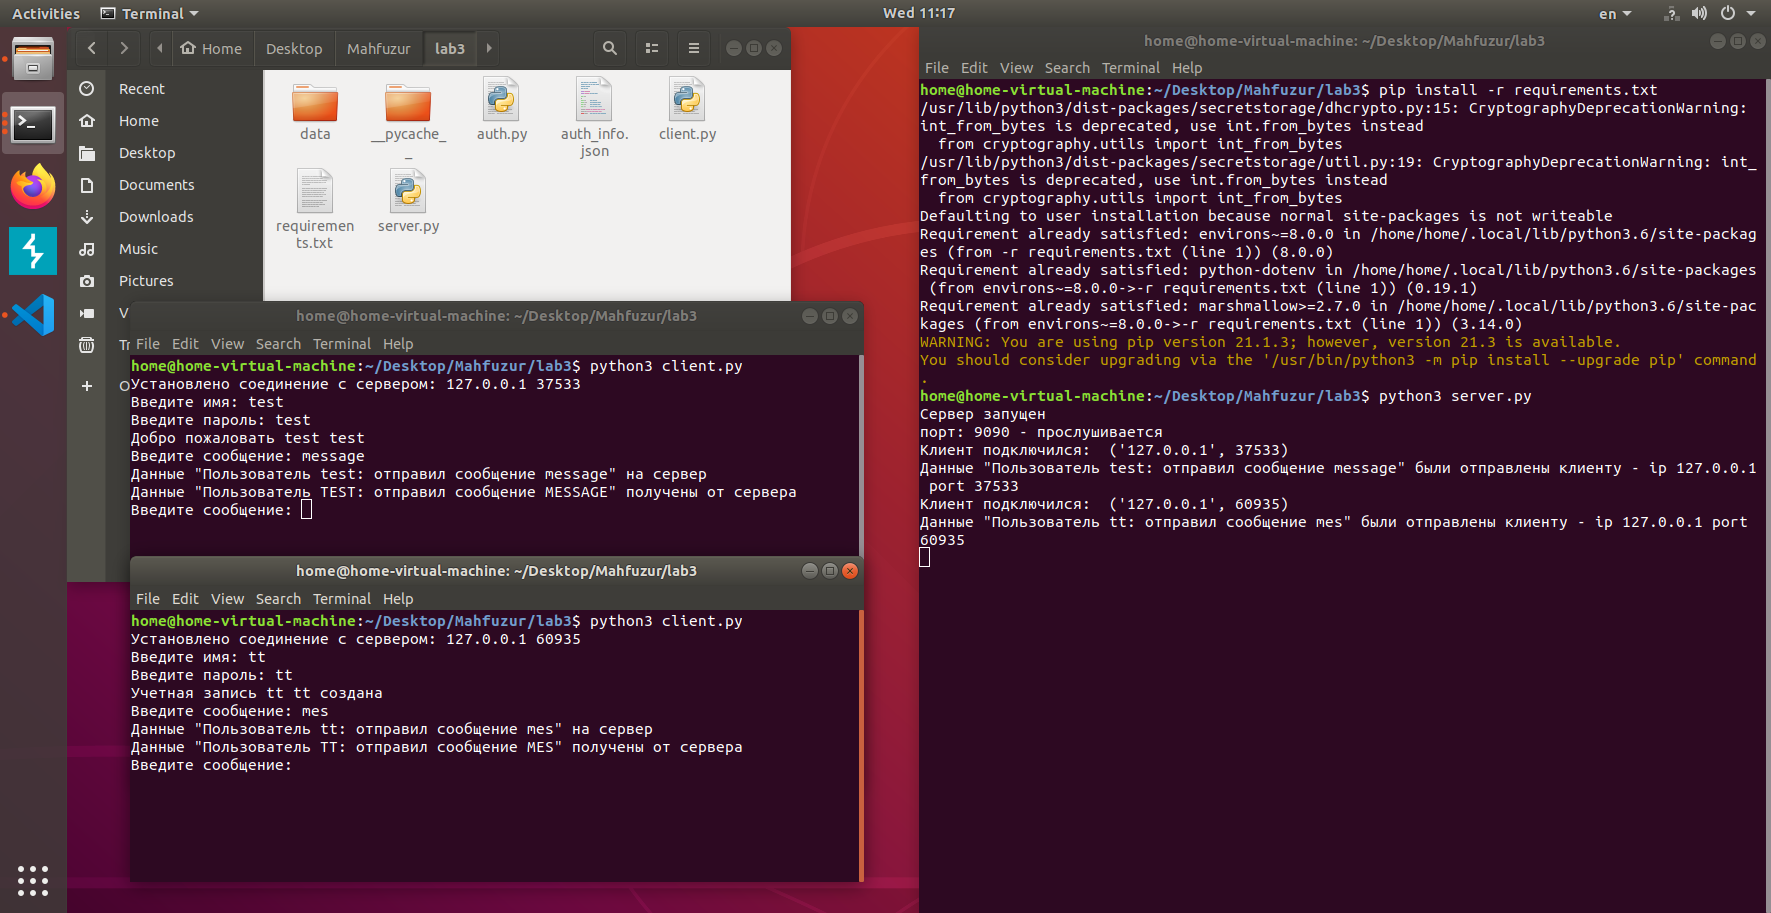 Activities
Terminal
Wed 11:17
en
Home
Desktop
Mahfuzur
lab3
Recent
Home
Desktop
Documents
Downloads
Music
Pictures
V
Tr
O
data
__pycache_
_
auth.py
auth_info.
json
client.py
requiremen
ts.txt
server.py
home@home-virtual-machine: ~/Desktop/Mahfuzur/lab3
File Edit View Search Terminal Help
home@home-virtual-machine:~/Desktop/Mahfuzur/lab3$ python3 client.py
Установлено соединение с сервером: 127.0.0.1 37533
Введите имя: test
Введите пароль: test
Добро пожаловать test test
Введите сообщение: message
Данные "Пользователь test: отправил сообщение message" на сервер
Данные "Пользователь TEST: отправил сообщение MESSAGE" получены от сервера
Введите сообщение:
home@home-virtual-machine: ~/Desktop/Mahfuzur/lab3
File Edit View Search Terminal Help
home@home-virtual-machine:~/Desktop/Mahfuzur/lab3$ python3 client.py
Установлено соединение с сервером: 127.0.0.1 60935
Введите имя: tt
Введите пароль: tt
Учетная запись tt tt создана
Введите сообщение: mes
Данные "Пользователь tt: отправил сообщение mes" на сервер
Данные "Пользователь TT: отправил сообщение MES" получены от сервера
Введите сообщение:
home@home-virtual-machine: ~/Desktop/Mahfuzur/lab3
File Edit View Search Terminal Help
home@home-virtual-machine:~/Desktop/Mahfuzur/lab3$ pip install -r requirements.txt
/usr/lib/python3/dist-packages/secretstorage/dhcrypto.py:15: CryptographyDeprecationWarning:
int_from_bytes is deprecated, use int.from_bytes instead
from cryptography.utils import int_from_bytes
/usr/lib/python3/dist-packages/secretstorage/util.py:19: CryptographyDeprecationWarning: int_
from_bytes is deprecated, use int.from_bytes instead
from cryptography.utils import int_from_bytes
Defaulting to user installation because normal site-packages is not writeable
Requirement already satisfied: environs~=8.0.0 in /home/home/.local/lib/python3.6/site-packag
es (from -r requirements.txt (line 1)) (8.0.0)
Requirement already satisfied: python-dotenv in /home/home/.local/lib/python3.6/site-packages
(from environs~=8.0.0->-r requirements.txt (line 1)) (0.19.1)
Requirement already satisfied: marshmallow>=2.7.0 in /home/home/.local/lib/python3.6/site-pac
kages (from environs~=8.0.0->-r requirements.txt (line 1)) (3.14.0)
WARNING: You are using pip version 21.1.3; however, version 21.3 is available.
You should consider upgrading via the '/usr/bin/python3 -m pip install --upgrade pip' command
.
home@home-virtual-machine:~/Desktop/Mahfuzur/lab3$ python3 server.py
Сервер запущен
порт: 9090 - прослушивается
Клиент подключился:  ('127.0.0.1', 37533)
Данные "Пользователь test: отправил сообщение message" были отправлены клиенту - ip 127.0.0.1
port 37533
Клиент подключился:  ('127.0.0.1', 60935)
Данные "Пользователь tt: отправил сообщение mes" были отправлены клиенту - ip 127.0.0.1 port
60935